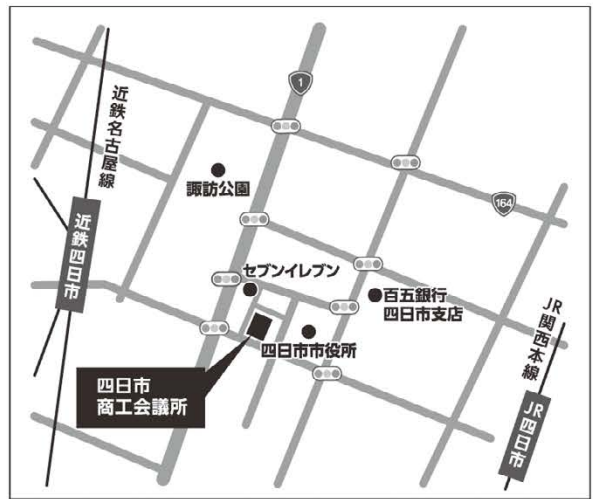 1
近鉄名古屋線
諏訪公園
164
近鉄四日市
セブンイレブン
百五銀行
四日市支店
JR関西本線
四日市市役所
四日市
商工会議所
JR四日市